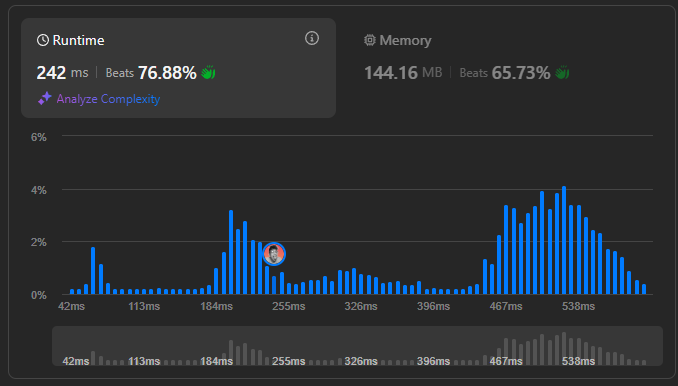 Runtime
242 ms | Beats 76.88%
Analyze Complexity
Memory
144.16 MB | Beats 65.73%
6%
4%
2%
0%
42ms 113ms 184ms 255ms 326ms 396ms 467ms 538ms
42ms 113ms 184ms 255ms 326ms 396ms 467ms 538ms